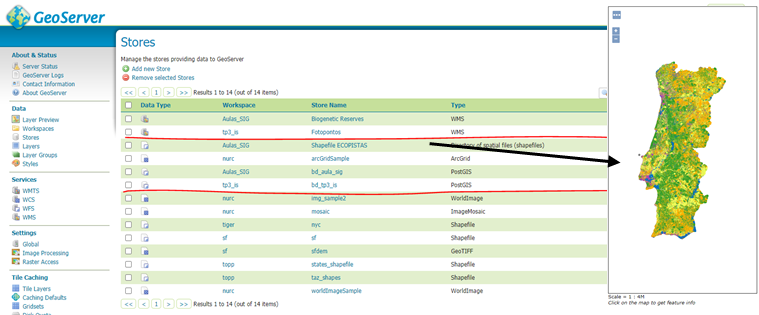 GeoServer
About & Status
Server Status
GeoServer Logs
Contact Information
About GeoServer
Data
Layer Preview
Workspaces
Stores
Layers
Layer Groups
Styles
Services
WMTS
WCS
WFS
WMS
Settings
Global
Image Processing
Raster Access
Tile Caching
Tile Layers
Caching Defaults
Gridsets
Disk Quota
Stores
Manage the stores providing data to GeoServer
Add new Store
Remove selected Stores
<< < 1 > >> Results 1 to 14 (out of 14 items)
Data Type Workspace Store Name Type
Aulas_SIG Biogenetic Reserves WMS
tp3_is Fotopontos WMS
Aulas_SIG Shapefile ECOPISTAS Directory of spatial files (shapefiles)
nurc arcGridSample ArcGrid
Aulas_SIG bd_aula_sig PostGIS
tp3_is bd_tp3_is PostGIS
nurc img_sample2 WorldImage
nurc mosaic ImageMosaic
tiger nyc Shapefile
sf sf Shapefile
sf sfdem GeoTIFF
topp states_shapefile Shapefile
topp taz_shapes Shapefile
nurc worldImageSample WorldImage
<< < 1 > >> Results 1 to 14 (out of 14 items)
Scale = 1 : 4M
Click on the map to get feature info